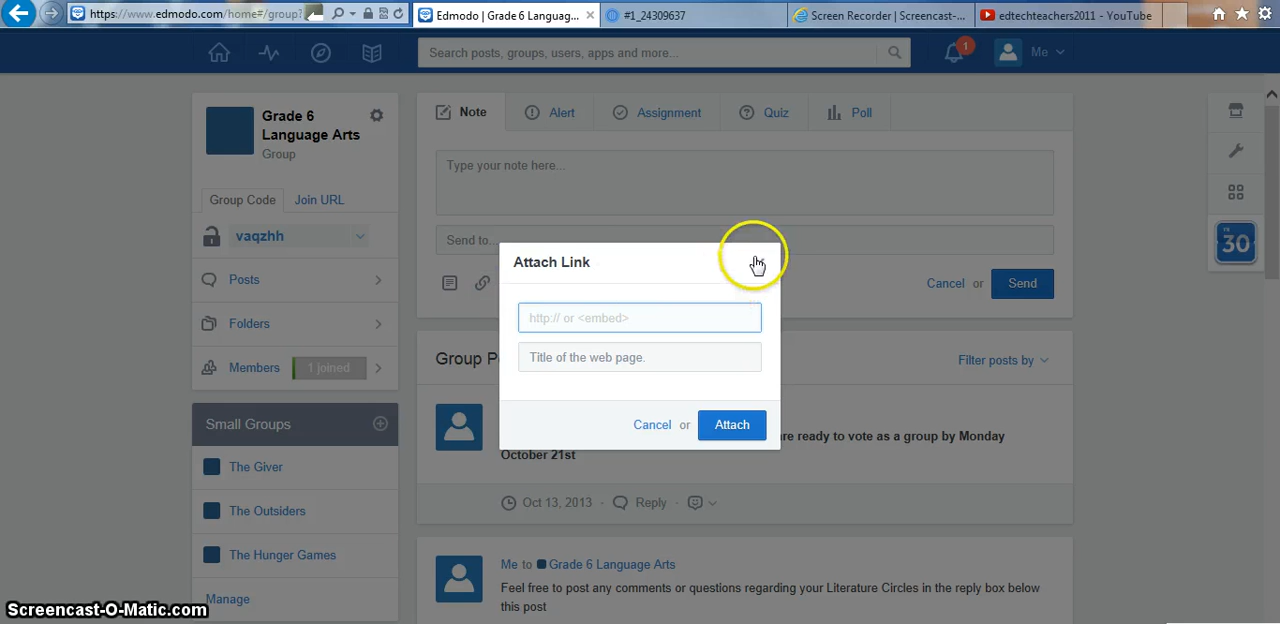 https://www.edmodo.com/home#/group?
Edmodo | Grade 6 Languag...
#1_24309637
Screen Recorder | Screencast-...
edtechteachers2011 - YouTube
Search posts, groups, users, apps and more...
1
Me
Grade 6
Language Arts
Group
Group Code
Join URL
vaqzhh
Posts
Folders
Members
1 joined
Small Groups
The Giver
The Outsiders
The Hunger Games
Manage
Note
Alert
Assignment
Quiz
Poll
Type your note here...
Send to...
Cancel or Send
Attach Link
http:// or <embed>
Title of the web page.
Cancel or Attach
Group P
Filter posts by
re ready to vote as a group by Monday
October 21st
Oct 13, 2013 · Reply ·
Me to Grade 6 Language Arts
Feel free to post any comments or questions regarding your Literature Circles in the reply box below
this post
30
Screencast-O-Matic.com